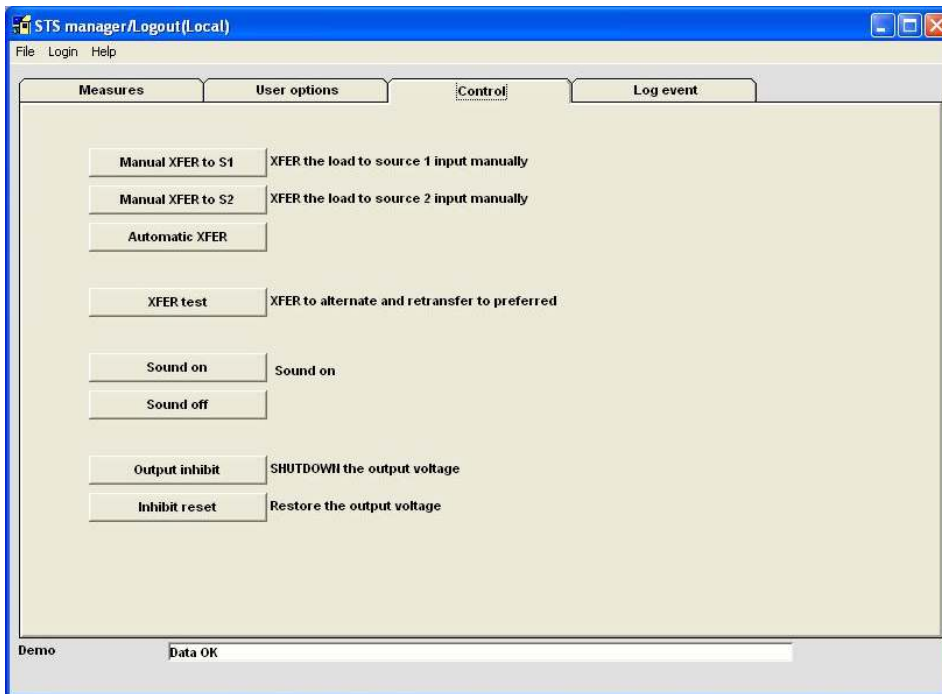 STS manager/Logout(Local)
File Login Help
Measures User options Control Log event
Manual XFER to S1 XFER the load to source 1 input manually
Manual XFER to S2 XFER the load to source 2 input manually
Automatic XFER
XFER test XFER to alternate and retransfer to preferred
Sound on Sound on
Sound off
Output inhibit SHUTDOWN the output voltage
Inhibit reset Restore the output voltage
Demo Data OK